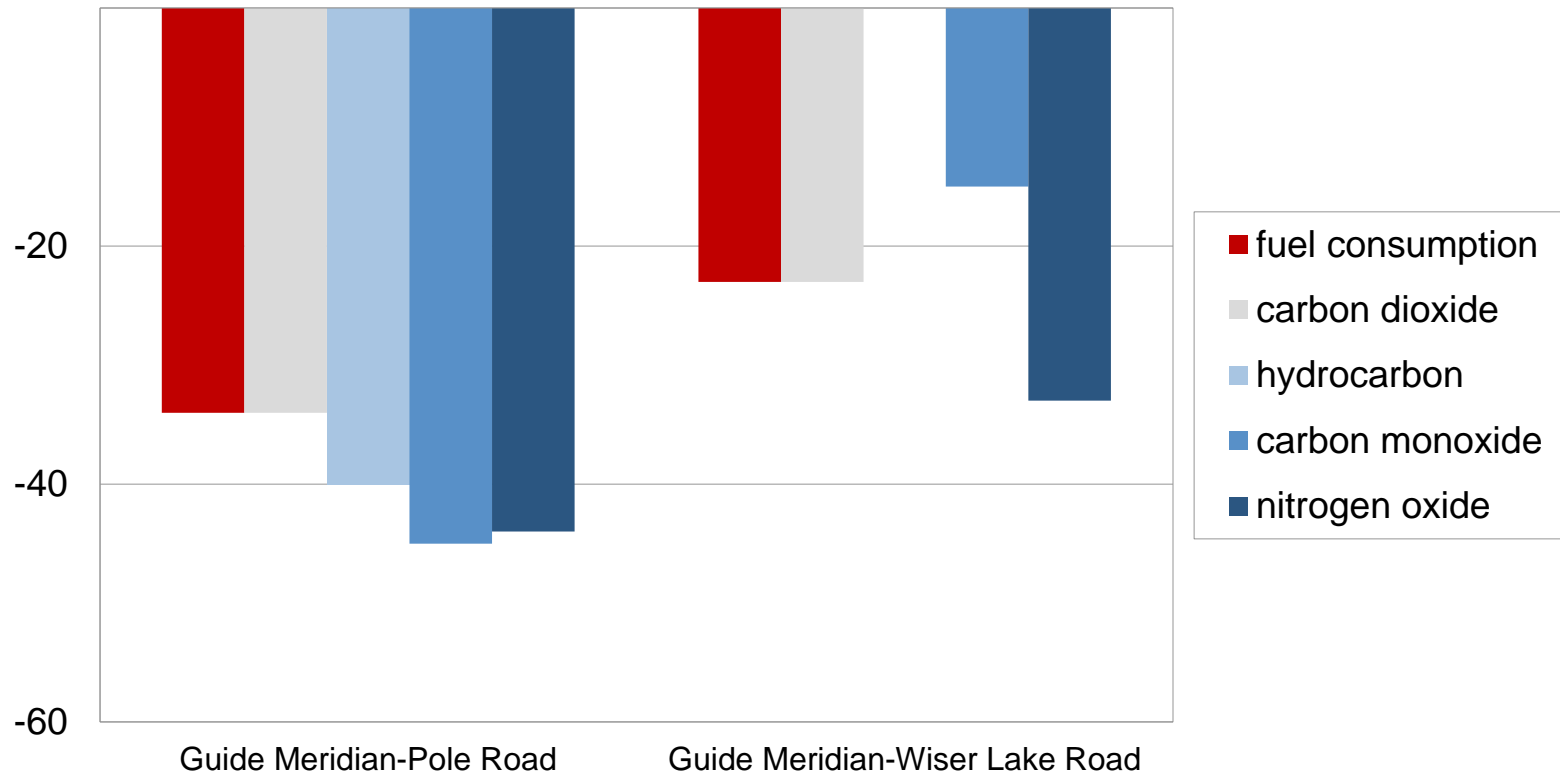 -20
-40
-60
Guide Meridian-Pole Road
Guide Meridian-Wiser Lake Road
fuel consumption
carbon dioxide
hydrocarbon
carbon monoxide
nitrogen oxide